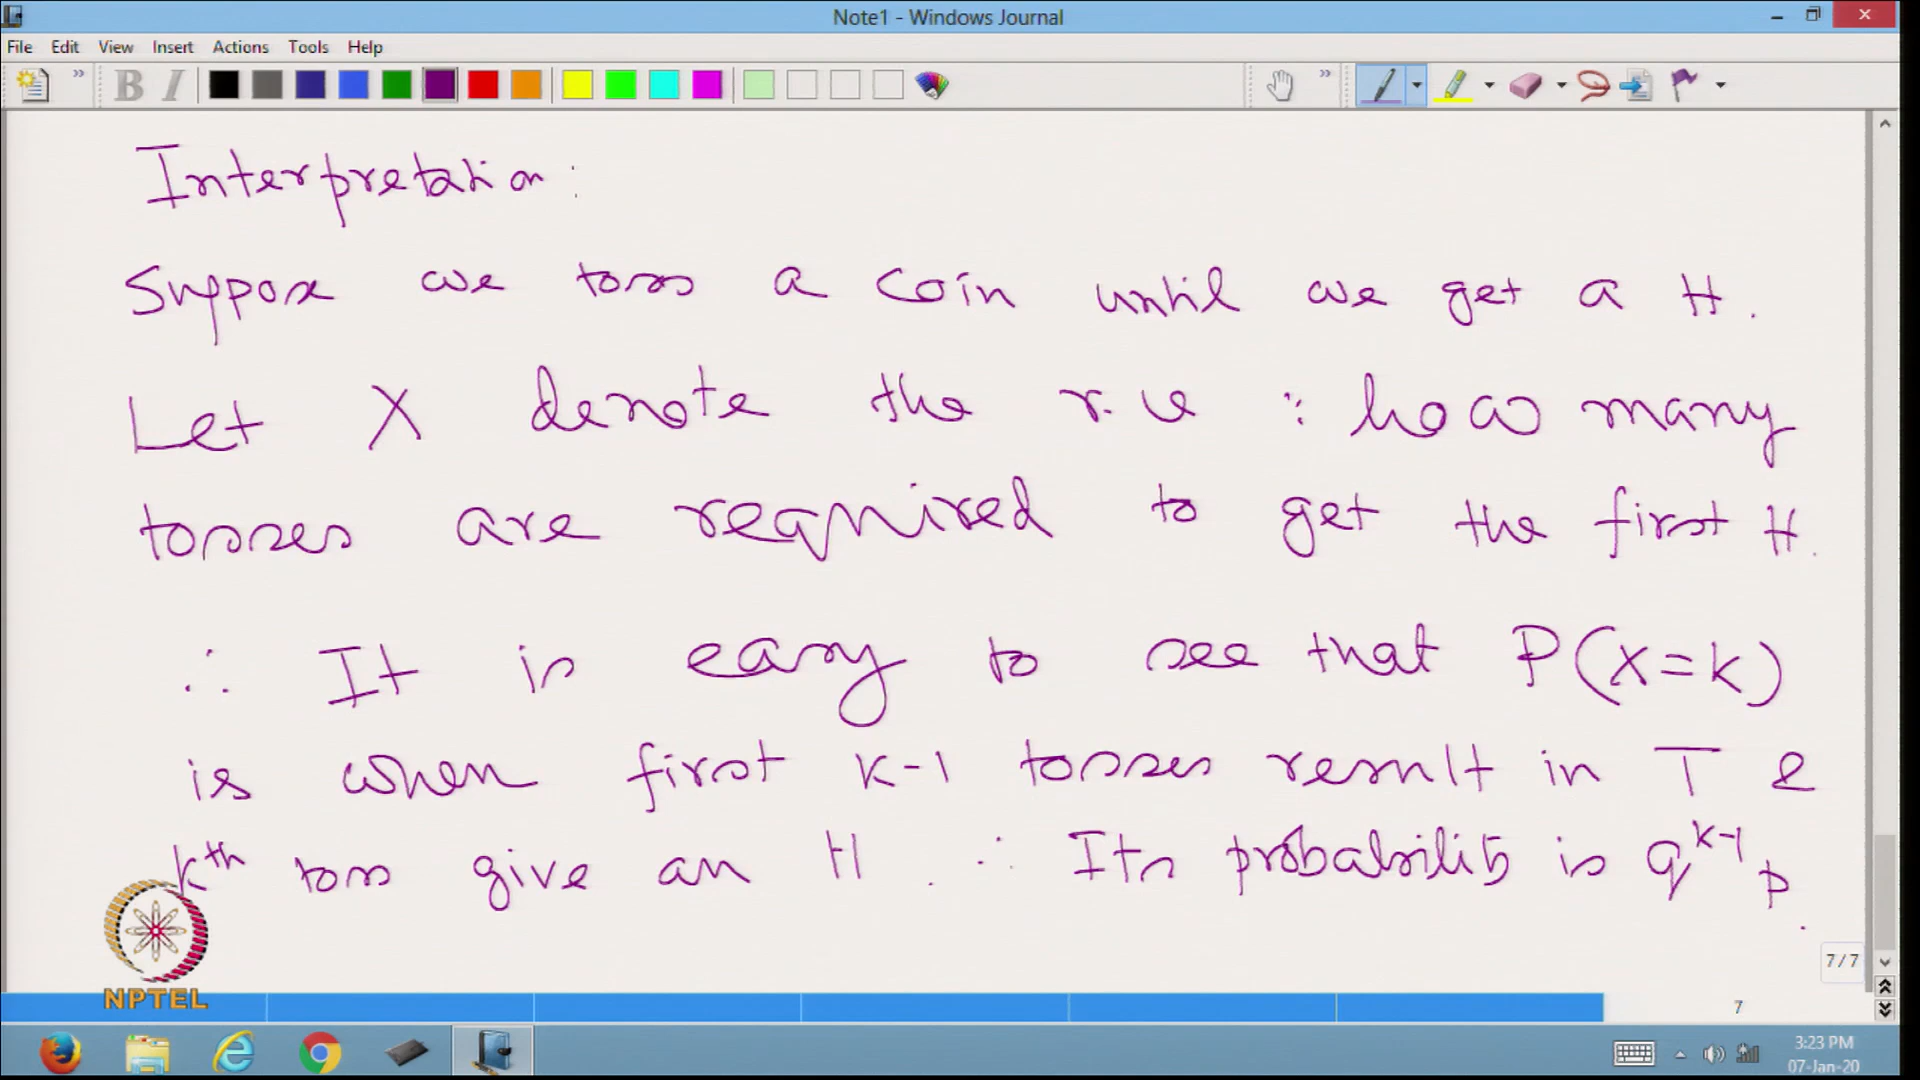 Note1 - Windows Journal
File Edit View Insert Actions Tools Help
B I
Interpretation :
Suppose we toss a coin until we get a H.
Let X denote the r.v : how many
tosses are required to get the first H.
∴ It is easy to see that P(X=k)
is when first k-1 tosses result in T &
kth toss give an H. ∴ Its probability is q^{k-1} p.
NPTEL
7/7
7
3:23 PM
07-Jan-20